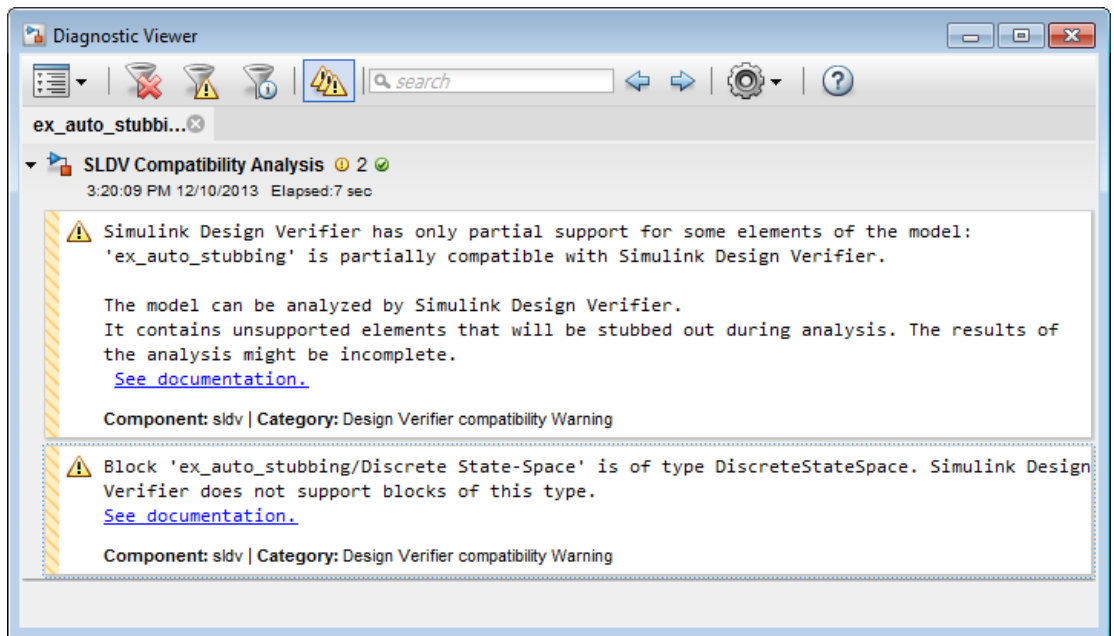 Diagnostic Viewer
search
ex_auto_stubbi...
SLDV Compatibility Analysis 2
3:20:09 PM 12/10/2013 Elapsed:7 sec
Simulink Design Verifier has only partial support for some elements of the model:
'ex_auto_stubbing' is partially compatible with Simulink Design Verifier.
The model can be analyzed by Simulink Design Verifier.
It contains unsupported elements that will be stubbed out during analysis. The results of
the analysis might be incomplete.
See documentation.
Component: sldv | Category: Design Verifier compatibility Warning
Block 'ex_auto_stubbing/Discrete State-Space' is of type DiscreteStateSpace. Simulink Design
Verifier does not support blocks of this type.
See documentation.
Component: sldv | Category: Design Verifier compatibility Warning